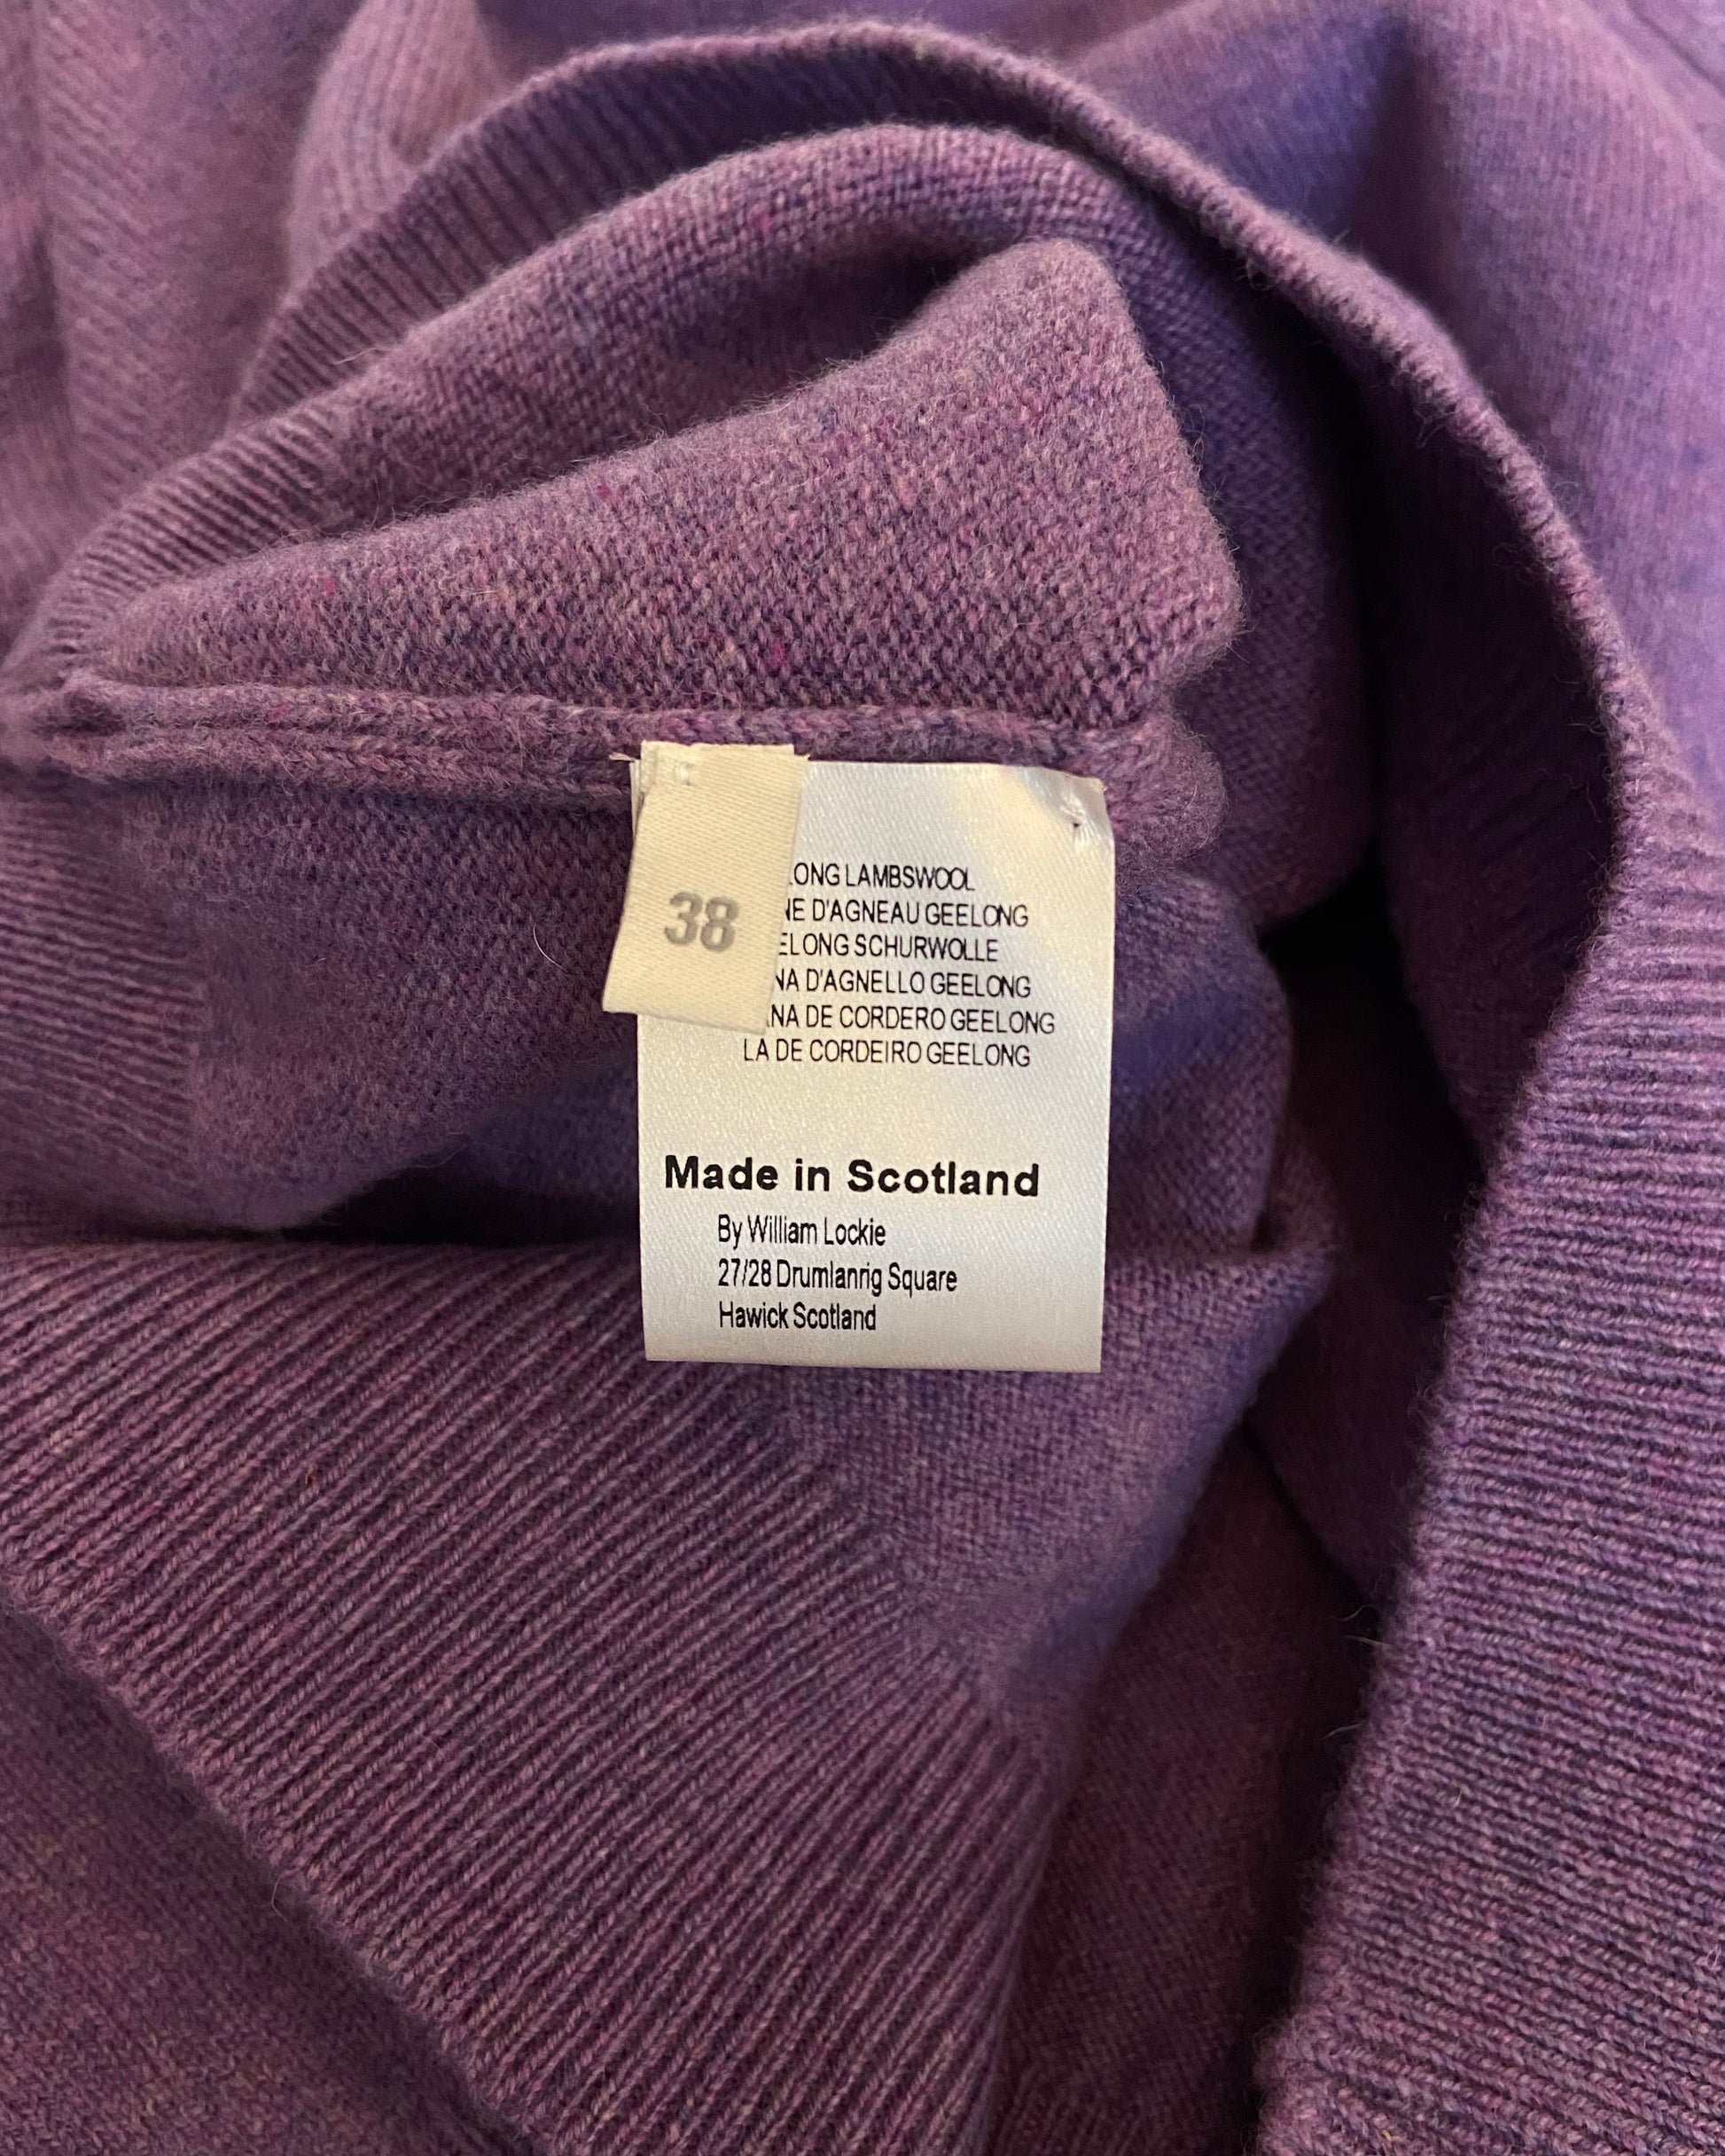 38
LONG LAMBSWOOL
NE D'AGNEAU GEELONG
ELONG SCHURWOLLE
NA D'AGNELLO GEELONG
ANA DE CORDERO GEELONG
LA DE CORDEIRO GEELONG
Made in Scotland
By William Lockie
27/28 Drumlanrig Square
Hawick Scotland